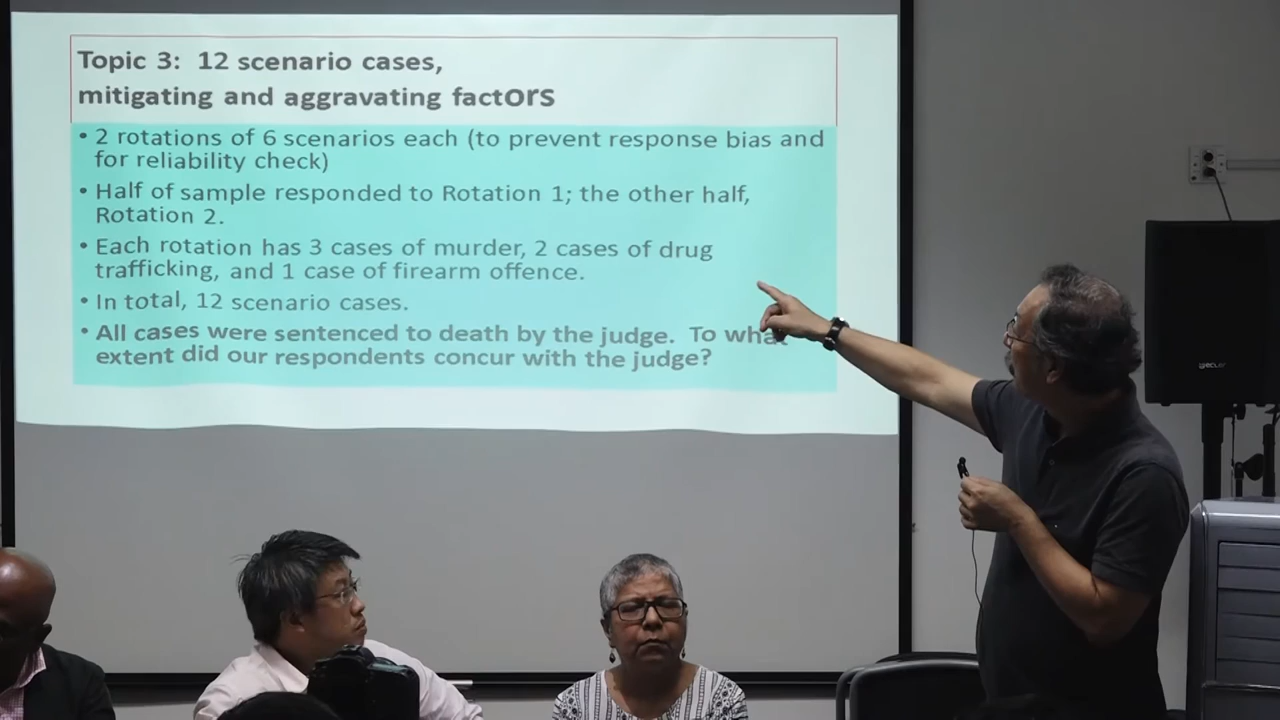 Topic 3: 12 scenario cases,
mitigating and aggravating factors
• 2 rotations of 6 scenarios each (to prevent response bias and
for reliability check)
• Half of sample responded to Rotation 1; the other half,
Rotation 2.
• Each rotation has 3 cases of murder, 2 cases of drug
trafficking, and 1 case of firearm offence.
• In total, 12 scenario cases.
• All cases were sentenced to death by the judge. To what
extent did our respondents concur with the judge?